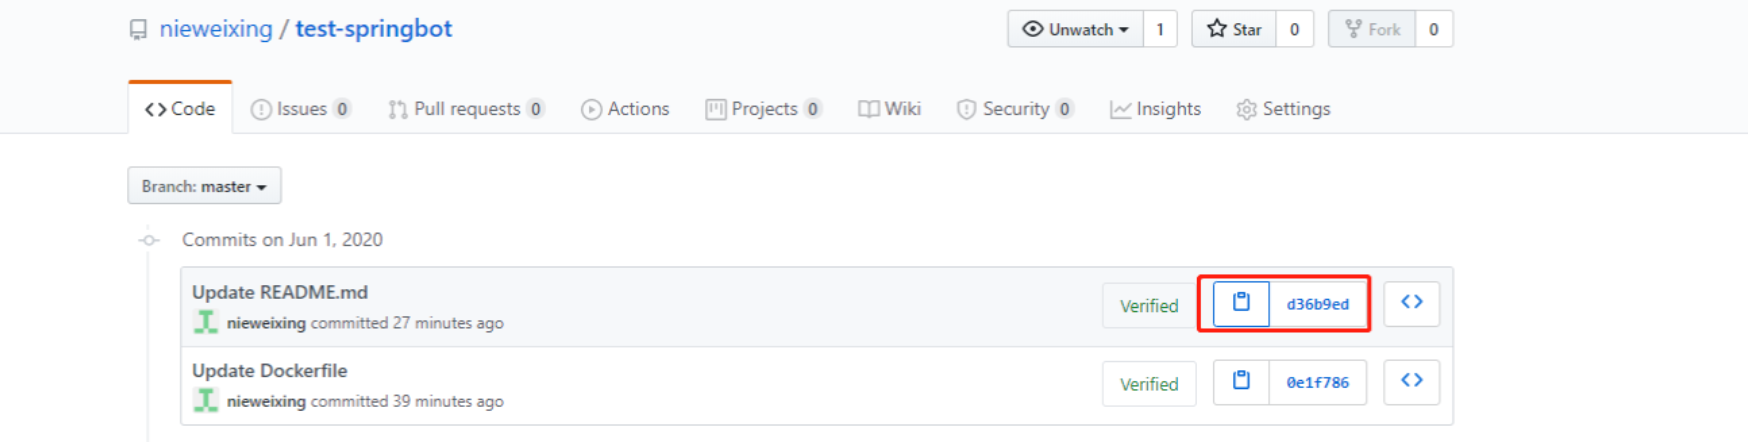 nieweixing / test-springbot
Unwatch 1 Star 0 Fork 0
Code Issues 0 Pull requests 0 Actions Projects 0 Wiki Security 0 Insights Settings
Branch: master
Commits on Jun 1, 2020
Update README.md
Verified d36b9ed
nieweixing committed 27 minutes ago
Update Dockerfile
Verified 0e1f786
nieweixing committed 39 minutes ago